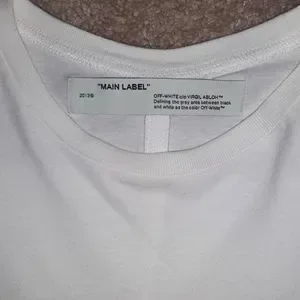 "MAIN LABEL"
2013©
OFF-WHITE c/o VIRGIL ABLOH™
Defining the grey area between black
and white as the color Off-White™